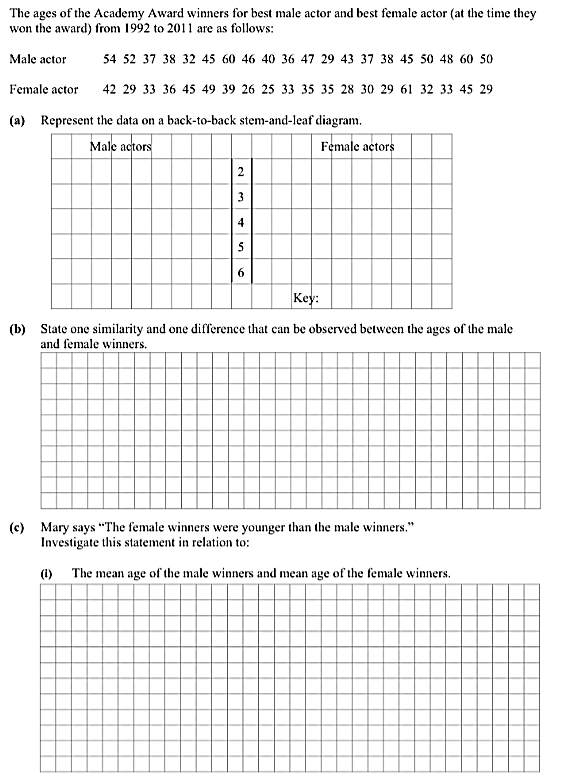 The ages of the Academy Award winners for best male actor and best female actor (at the time they
won the award) from 1992 to 2011 are as follows:
Male actor 54 52 37 38 32 45 60 46 40 36 47 29 43 37 38 45 50 48 60 50
Female actor 42 29 33 36 45 49 39 26 25 33 35 35 28 30 29 61 32 33 45 29
(a) Represent the data on a back-to-back stem-and-leaf diagram.
Male actors Female actors
2
3
4
5
6
Key:
(b) State one similarity and one difference that can be observed between the ages of the male
and female winners.
(c) Mary says “The female winners were younger than the male winners.”
Investigate this statement in relation to:
(i) The mean age of the male winners and mean age of the female winners.